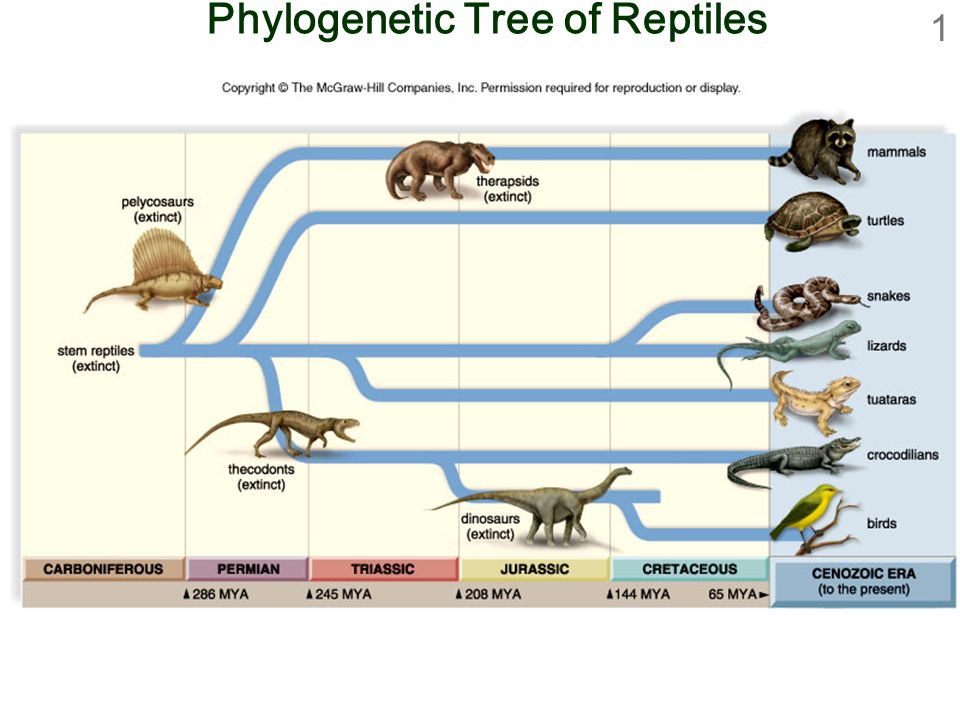 Phylogenetic Tree of Reptiles
1
Copyright © The McGraw-Hill Companies, Inc. Permission required for reproduction or display.
mammals
therapsids
(extinct)
pelycosaurs
(extinct)
turtles
snakes
stem reptiles
(extinct)
lizards
tuataras
crocodilians
thecodonts
(extinct)
dinosaurs
(extinct)
birds
CARBONIFEROUS PERMIAN TRIASSIC JURASSIC CRETACEOUS
286 MYA 245 MYA 208 MYA 144 MYA 65 MYA
CENOZOIC ERA
(to the present)